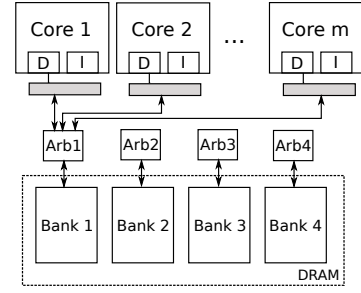 Core 1 Core 2 ... Core m
D I D I D I
Arb1 Arb2 Arb3 Arb4
Bank 1 Bank 2 Bank 3 Bank 4
DRAM